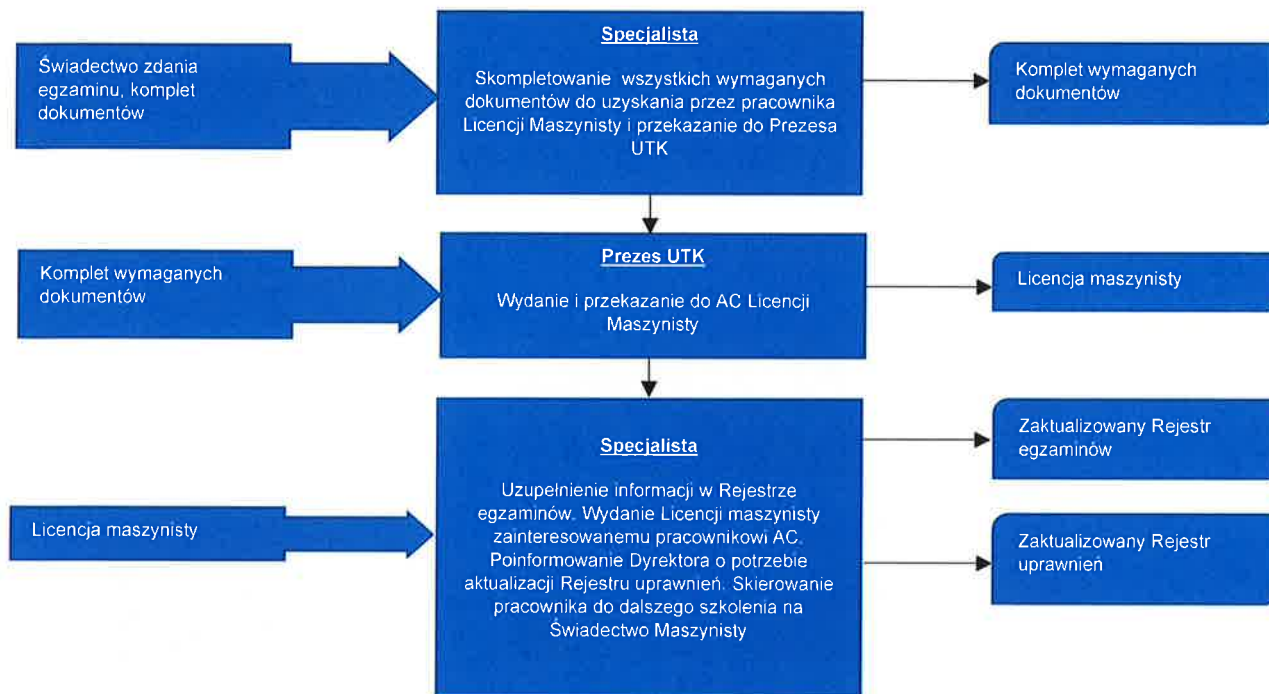 Świadectwo zdania
egzaminu, komplet
dokumentów
Specjalista
Skompletowanie wszystkich wymaganych
dokumentów do uzyskania przez pracownika
Licencji Maszynisty i przekazanie do Prezesa
UTK
Komplet wymaganych
dokumentów
Komplet wymaganych
dokumentów
Prezes UTK
Wydanie i przekazanie do AC Licencji
Maszynisty
Licencja maszynisty
Licencja maszynisty
Specjalista
Uzupełnienie informacji w Rejestrze
egzaminów. Wydanie Licencji maszynisty
zainteresowanemu pracownikowi AC.
Poinformowanie Dyrektora o potrzebie
aktualizacji Rejestru uprawnień. Skierowanie
pracownika do dalszego szkolenia na
Świadectwo Maszynisty
Zaktualizowany Rejestr
egzaminów
Zaktualizowany Rejestr
uprawnień